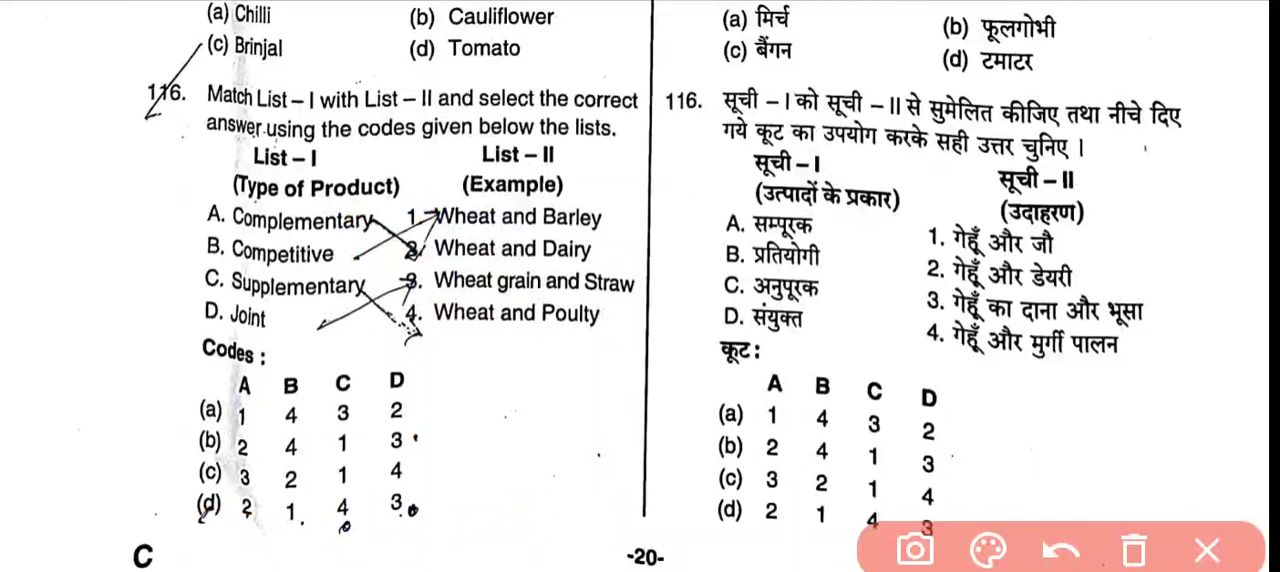 (a) Chilli (b) Cauliflower
(c) Brinjal (d) Tomato
116. Match List – I with List – II and select the correct
answer using the codes given below the lists.
List – I List – II
(Type of Product) (Example)
A. Complementary 1. Wheat and Barley
B. Competitive 2. Wheat and Dairy
C. Supplementary 3. Wheat grain and Straw
D. Joint 4. Wheat and Poulty
Codes :
A B C D
(a) 1 4 3 2
(b) 2 4 1 3
(c) 3 2 1 4
(d) 2 1 4 3
(a) मिर्च (b) फूलगोभी
(c) बैंगन (d) टमाटर
116. सूची – I को सूची – II से सुमेलित कीजिए तथा नीचे दिए
गये कूट का उपयोग करके सही उत्तर चुनिए ।
सूची – I सूची – II
(उत्पादों के प्रकार) (उदाहरण)
A. सम्पूरक 1. गेहूँ और जौ
B. प्रतियोगी 2. गेहूँ और डेयरी
C. अनुपूरक 3. गेहूँ का दाना और भूसा
D. संयुक्त 4. गेहूँ और मुर्गी पालन
कूट :
A B C D
(a) 1 4 3 2
(b) 2 4 1 3
(c) 3 2 1 4
(d) 2 1 4 3
C -20-